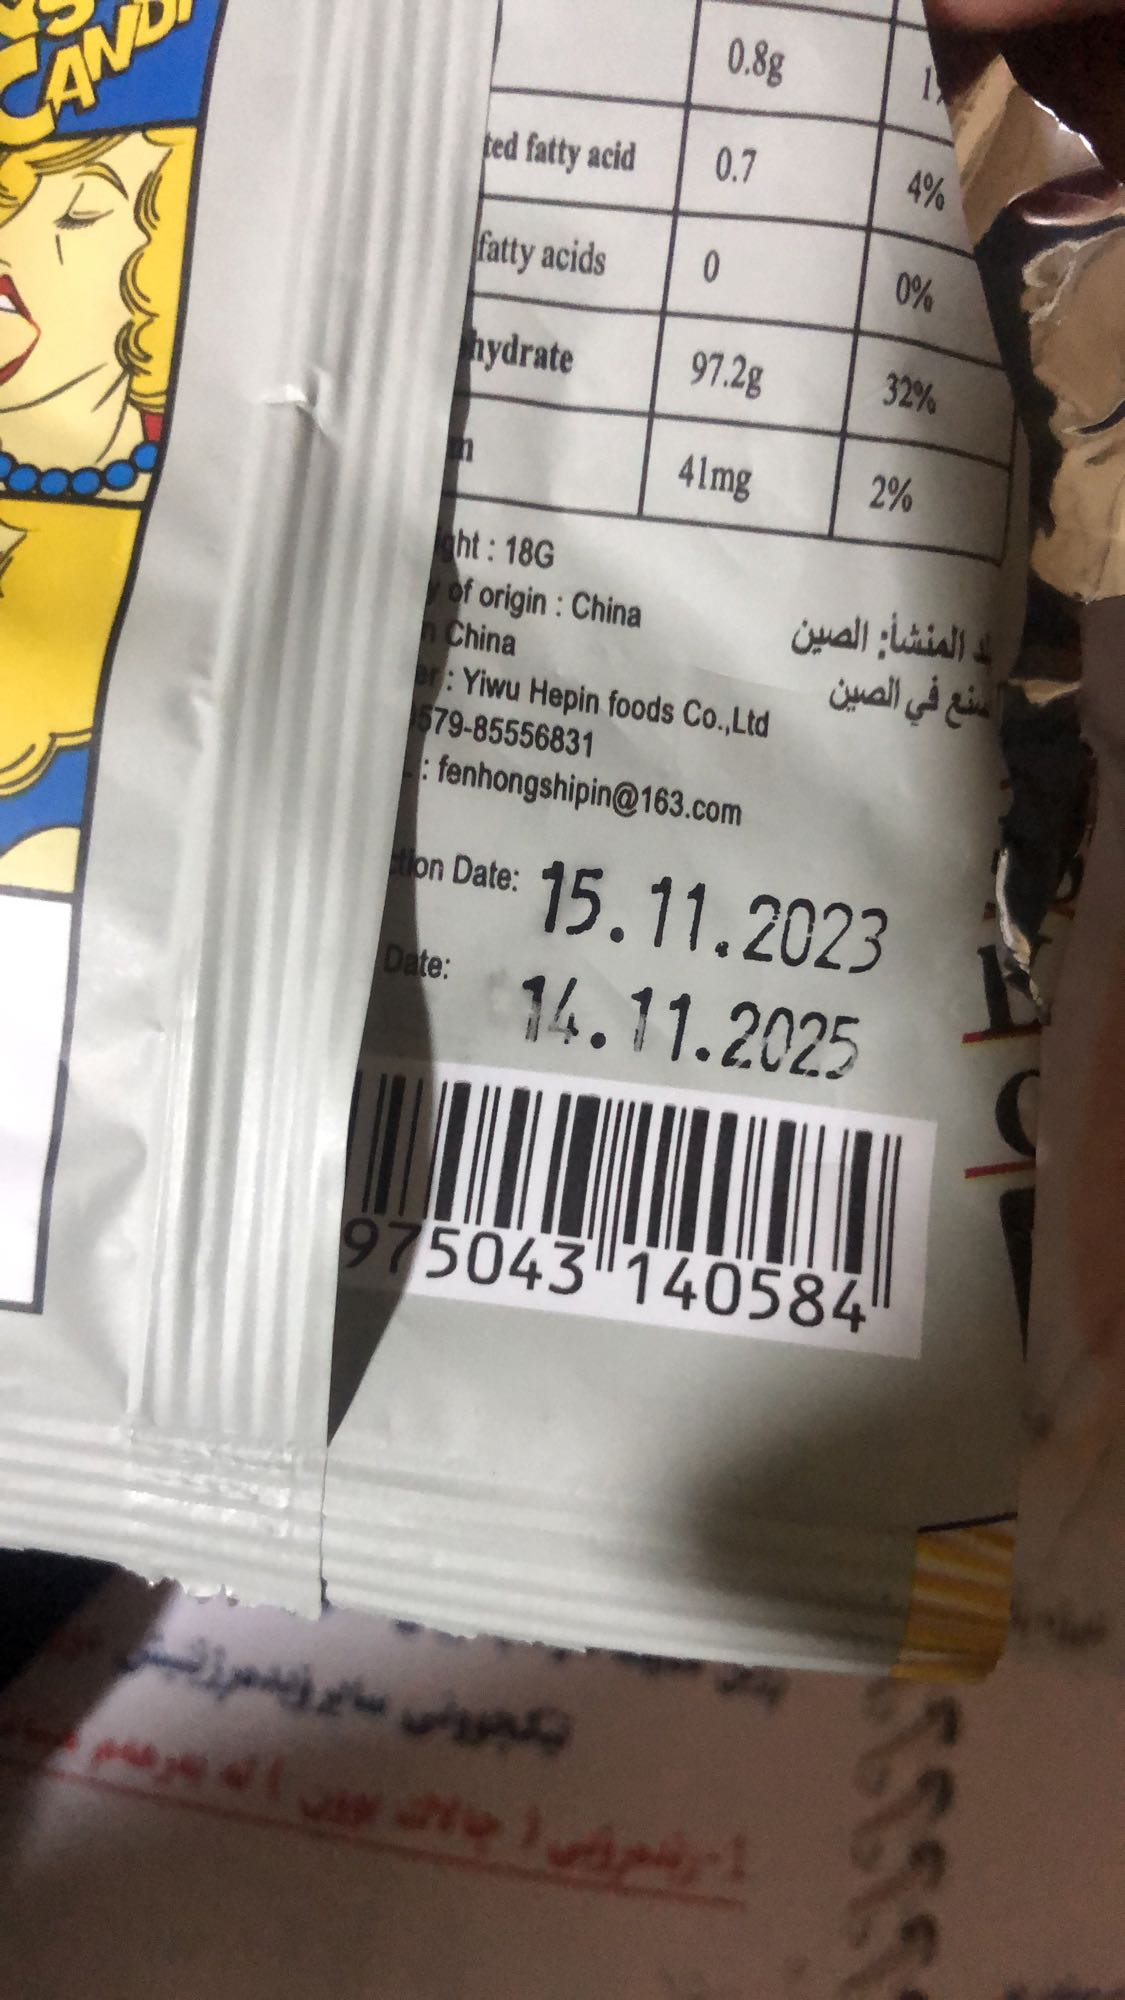 CANDY
0.8g
ted fatty acid 0.7 4%
fatty acids 0 0%
hydrate 97.2g 32%
m 41mg 2%
ght : 18G
of origin : China
n China
er : Yiwu Hepin foods Co.,Ltd
579-85556831
: fenhongshipin@163.com
لد المنشأ: الصين
صنع في الصين
ction Date: 15.11.2023
Date: 14.11.2025
975043 140584